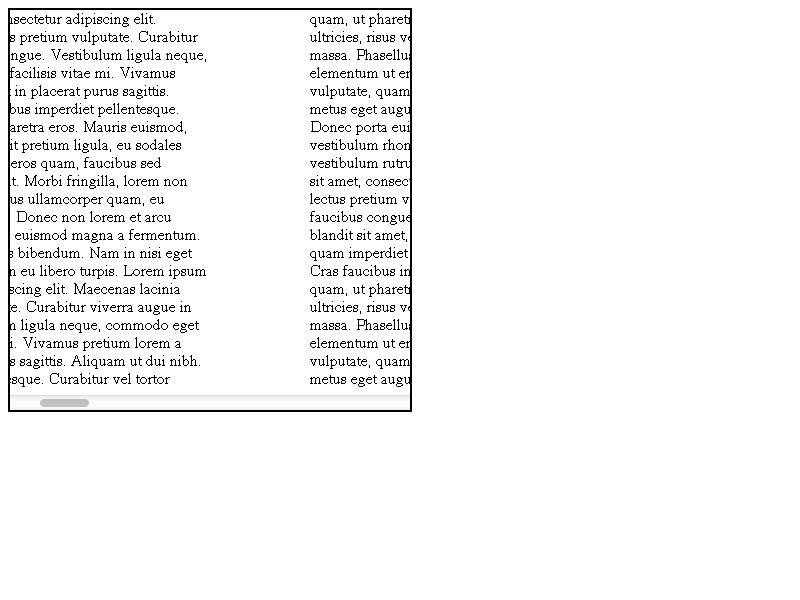 nsectetur adipiscing elit.
s pretium vulputate. Curabitur
ngue. Vestibulum ligula neque,
facilisis vitae mi. Vivamus
in placerat purus sagittis.
bus imperdiet pellentesque.
aretra eros. Mauris euismod,
it pretium ligula, eu sodales
eros quam, faucibus sed
t. Morbi fringilla, lorem non
us ullamcorper quam, eu
Donec non lorem et arcu
euismod magna a fermentum.
s bibendum. Nam in nisi eget
n eu libero turpis. Lorem ipsum
scing elit. Maecenas lacinia
e. Curabitur viverra augue in
n ligula neque, commodo eget
i. Vivamus pretium lorem a
s sagittis. Aliquam ut dui nibh.
esque. Curabitur vel tortor
quam, ut pharet
ultricies, risus ve
massa. Phasellu
elementum ut er
vulputate, quam
metus eget augu
Donec porta eui
vestibulum rhon
vestibulum rutru
sit amet, consec
lectus pretium v
faucibus congue
blandit sit amet,
quam imperdiet
Cras faucibus in
quam, ut pharet
ultricies, risus ve
massa. Phasellu
elementum ut er
vulputate, quam
metus eget augu